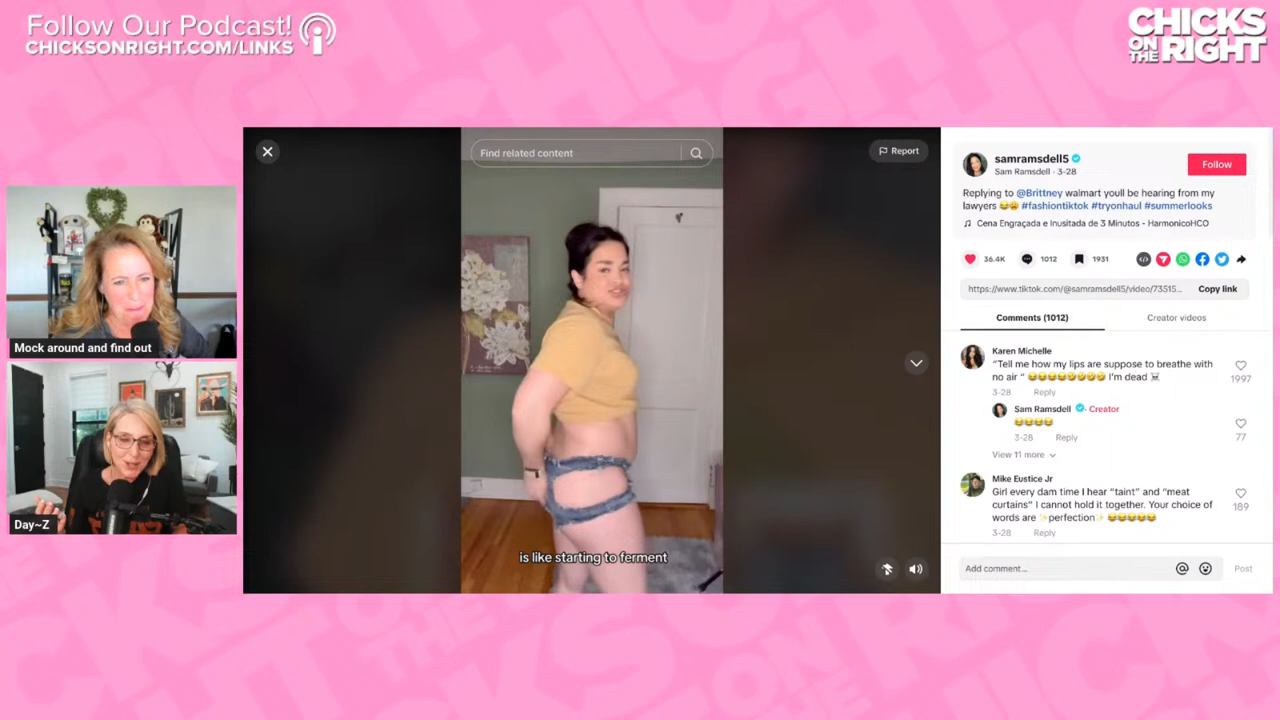 Follow Our Podcast!
CHICKSONRIGHT.COM/LINKS
CHICKS
ON THE RIGHT
Find related content
Report
Mock around and find out
Day~Z
is like starting to ferment
samramsdell5
Sam Ramsdell · 3-28
Follow
Replying to @Brittney walmart youll be hearing from my
lawyers 😂😩 #fashiontiktok #tryonhaul #summerlooks
Cena Engraçada e Inusitada de 3 Minutos - HarmonicoHCO
36.4K
1012
1931
https://www.tiktok.com/@samramsdell5/video/73515...
Copy link
Comments (1012)
Creator videos
Karen Michelle
"Tell me how my lips are suppose to breathe with
no air " 😂😂😂😂🤣🤣🤣🤣 I'm dead ☠
1997
3-28 Reply
Sam Ramsdell · Creator
😂😂😂😂
77
3-28 Reply
View 11 more
Mike Eustice Jr
Girl every dam time I hear "taint" and "meat
curtains" I cannot hold it together. Your choice of
words are ✨perfection✨ 😂😂😂😂😂
189
3-28 Reply
Add comment...
Post